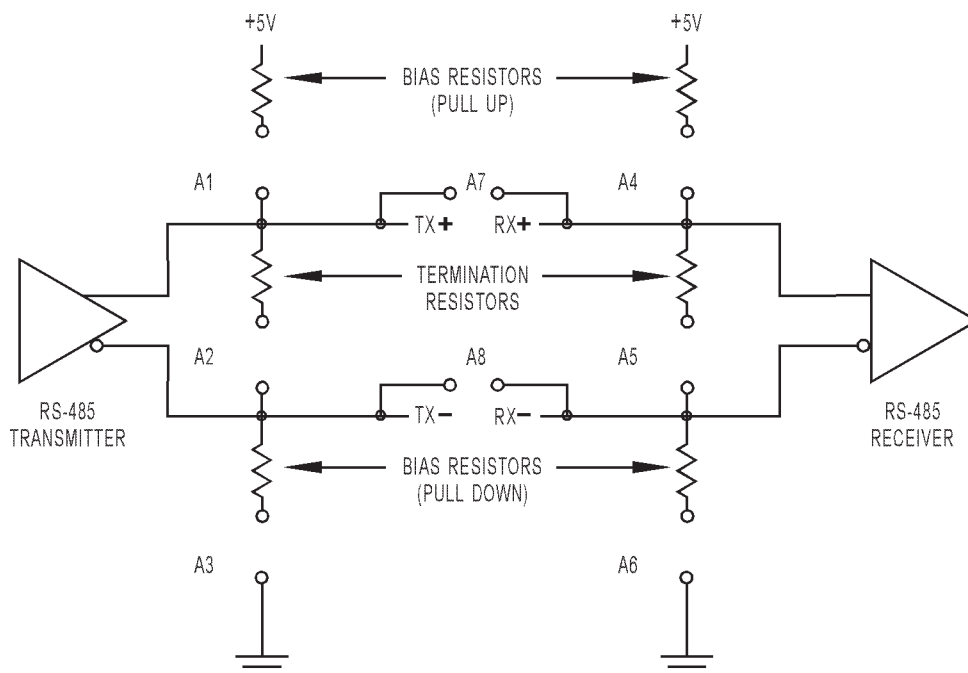 +5V
+5V
BIAS RESISTORS
(PULL UP)
A1
A7
A4
TX+
RX+
TERMINATION
RESISTORS
A2
A8
A5
RS-485
TRANSMITTER
TX−
RX−
RS-485
RECEIVER
BIAS RESISTORS
(PULL DOWN)
A3
A6